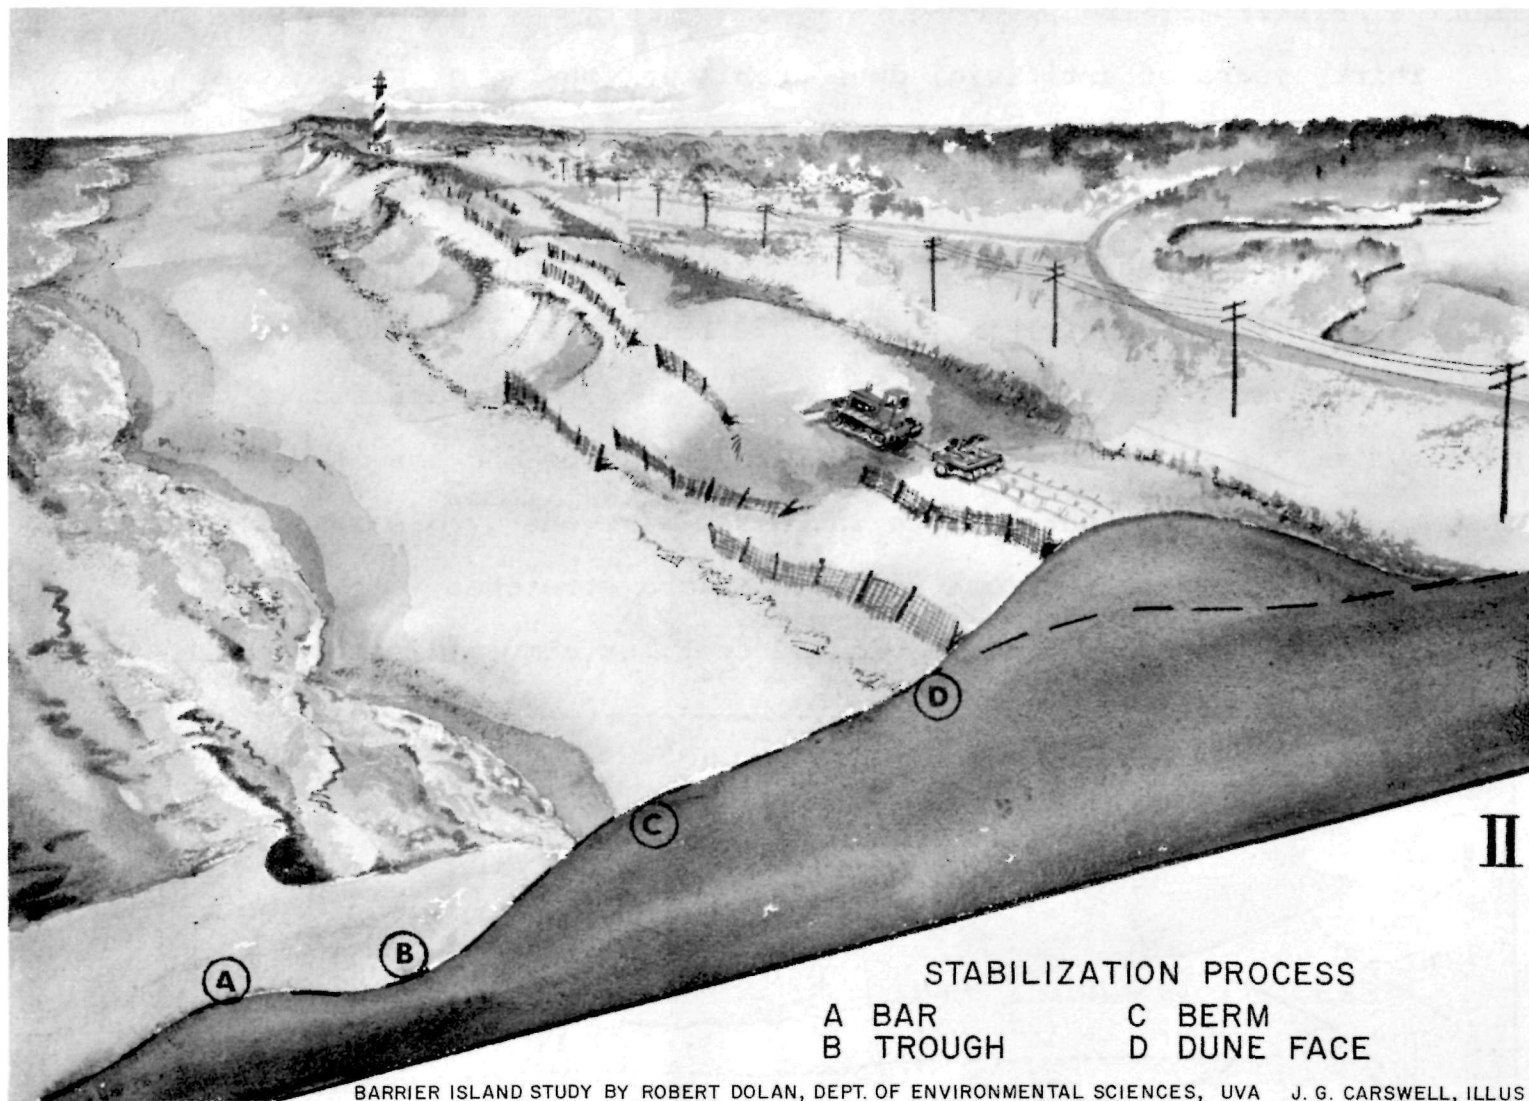 A
B
C
D
II
STABILIZATION PROCESS
A BAR C BERM
B TROUGH D DUNE FACE
BARRIER ISLAND STUDY BY ROBERT DOLAN, DEPT. OF ENVIRONMENTAL SCIENCES, UVA J. G. CARSWELL, ILLUS